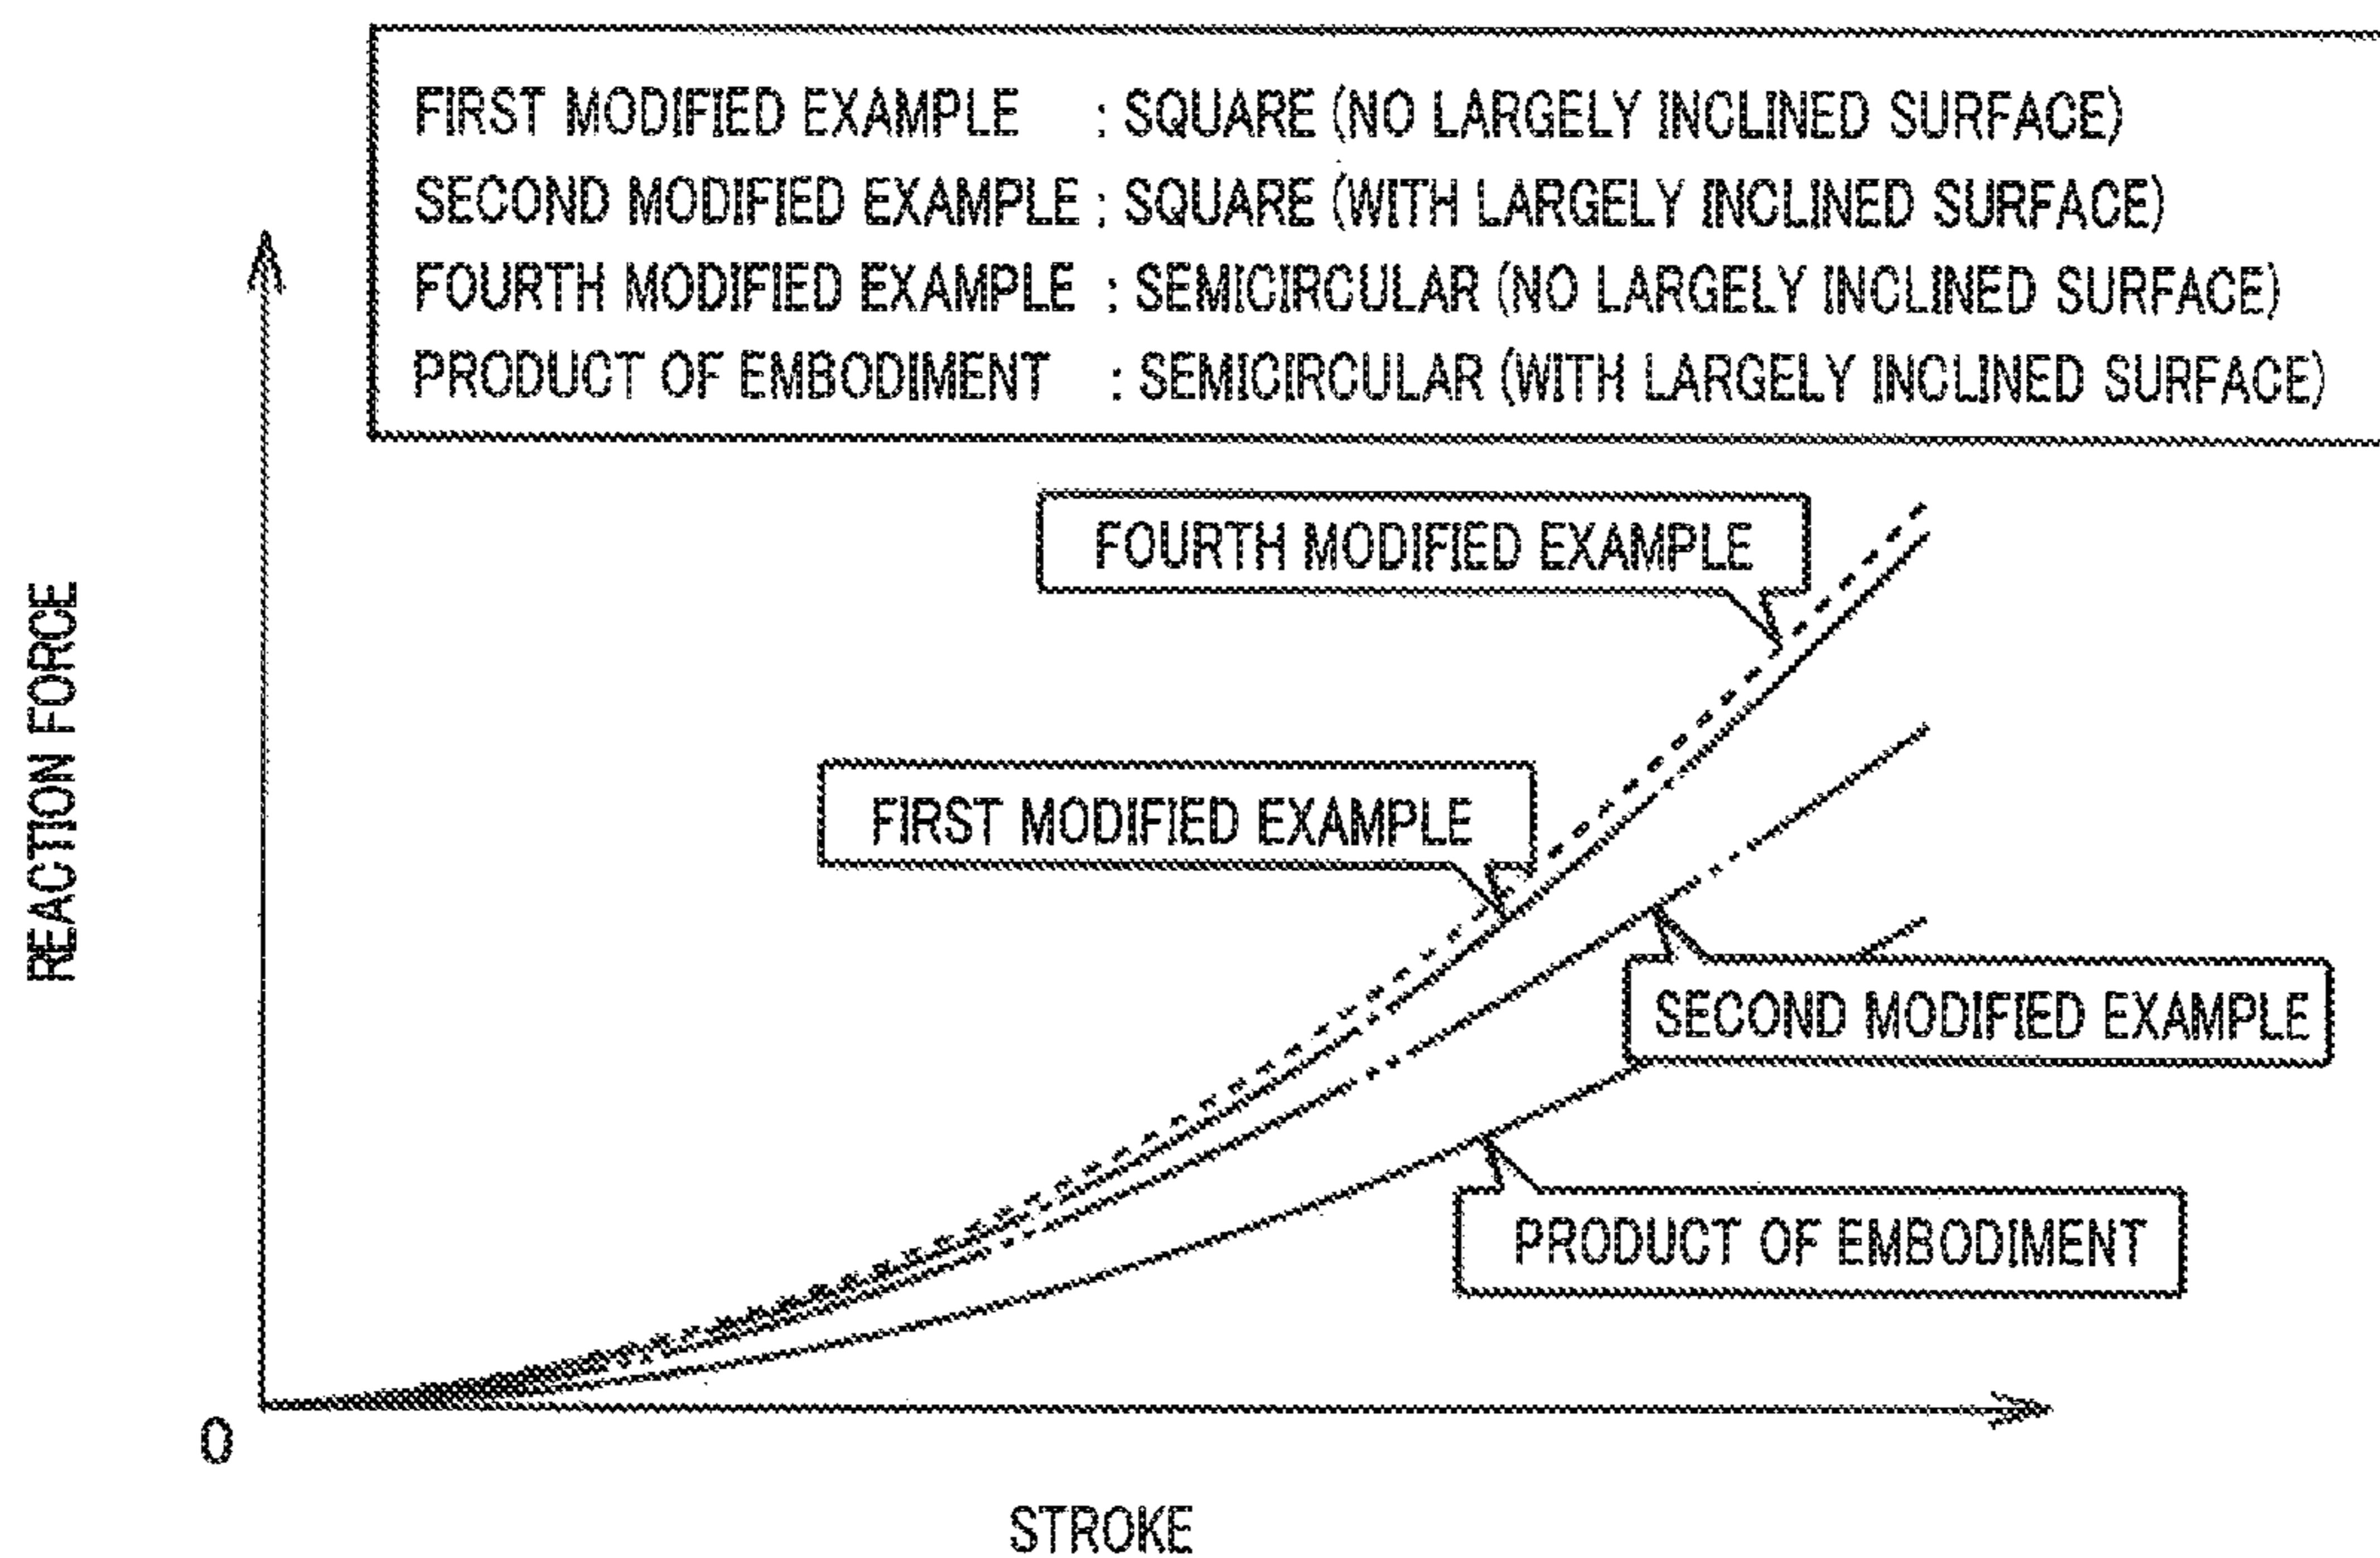 FIRST MODIFIED EXAMPLE : SQUARE (NO LARGELY INCLINED SURFACE)
SECOND MODIFIED EXAMPLE : SQUARE (WITH LARGELY INCLINED SURFACE)
FOURTH MODIFIED EXAMPLE : SEMICIRCULAR (NO LARGELY INCLINED SURFACE)
PRODUCT OF EMBODIMENT : SEMICIRCULAR (WITH LARGELY INCLINED SURFACE)
REACTION FORCE
FOURTH MODIFIED EXAMPLE
FIRST MODIFIED EXAMPLE
SECOND MODIFIED EXAMPLE
PRODUCT OF EMBODIMENT
0
STROKE